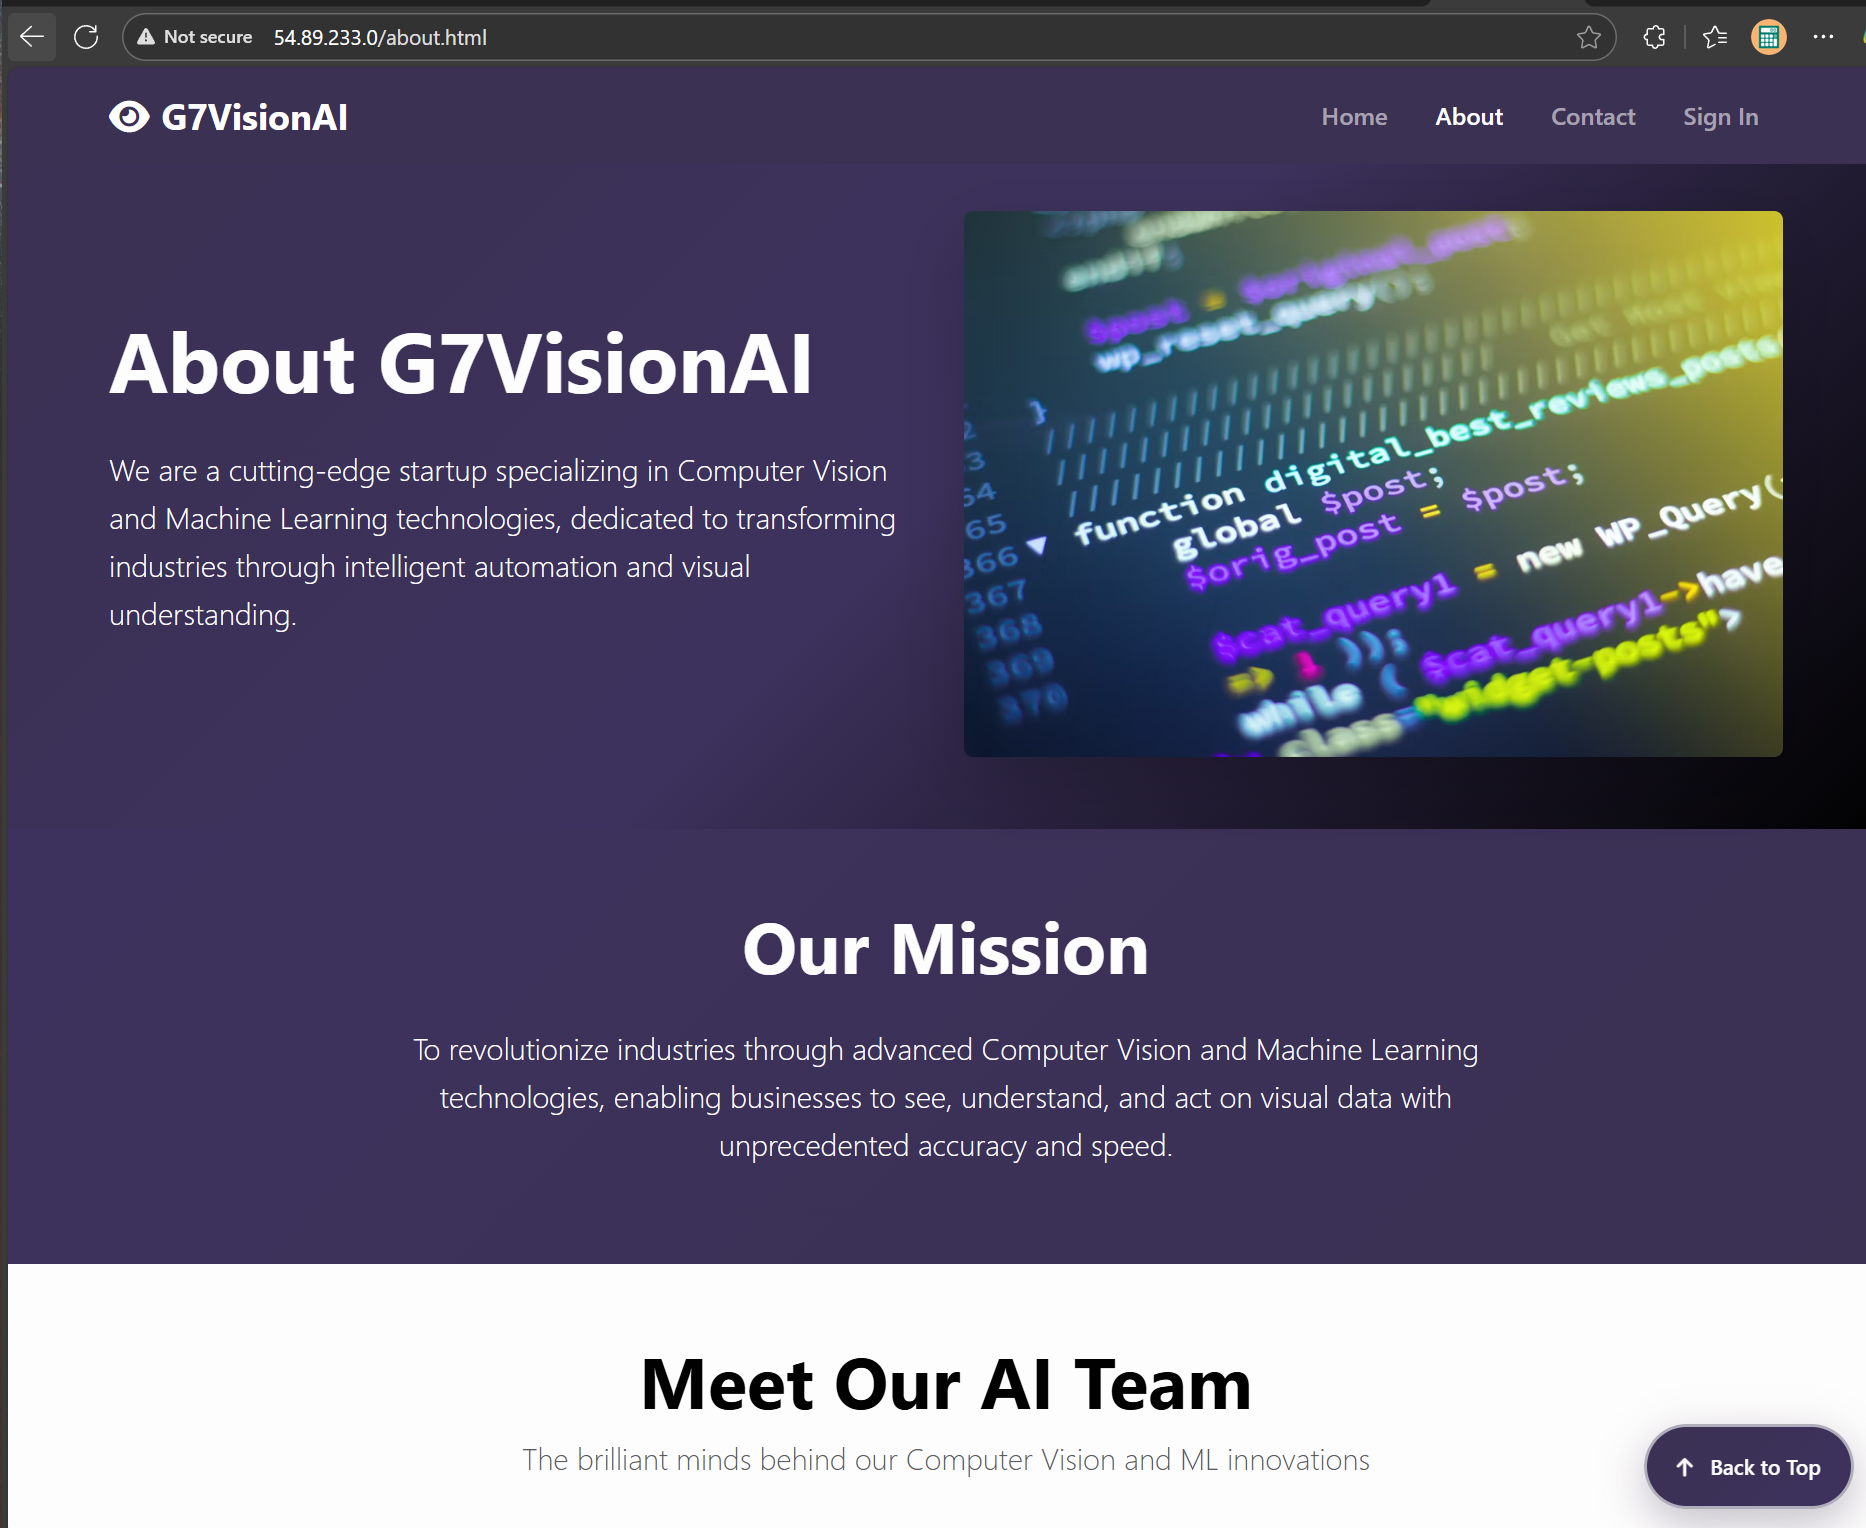 Not secure 54.89.233.0/about.html
G7VisionAI
Home About Contact Sign In
About G7VisionAI
We are a cutting-edge startup specializing in Computer Vision
and Machine Learning technologies, dedicated to transforming
industries through intelligent automation and visual
understanding.
$post = $original_post;
wp_reset_query();
}
function digital_best_reviews_posts
65
global $post;
366
$orig_post = $post;
367
$cat_query1 = new WP_Query(
368
=> 1 ));
369
while ( $cat_query1->have
370
class="widget-posts">
Our Mission
To revolutionize industries through advanced Computer Vision and Machine Learning
technologies, enabling businesses to see, understand, and act on visual data with
unprecedented accuracy and speed.
Meet Our AI Team
The brilliant minds behind our Computer Vision and ML innovations
Back to Top